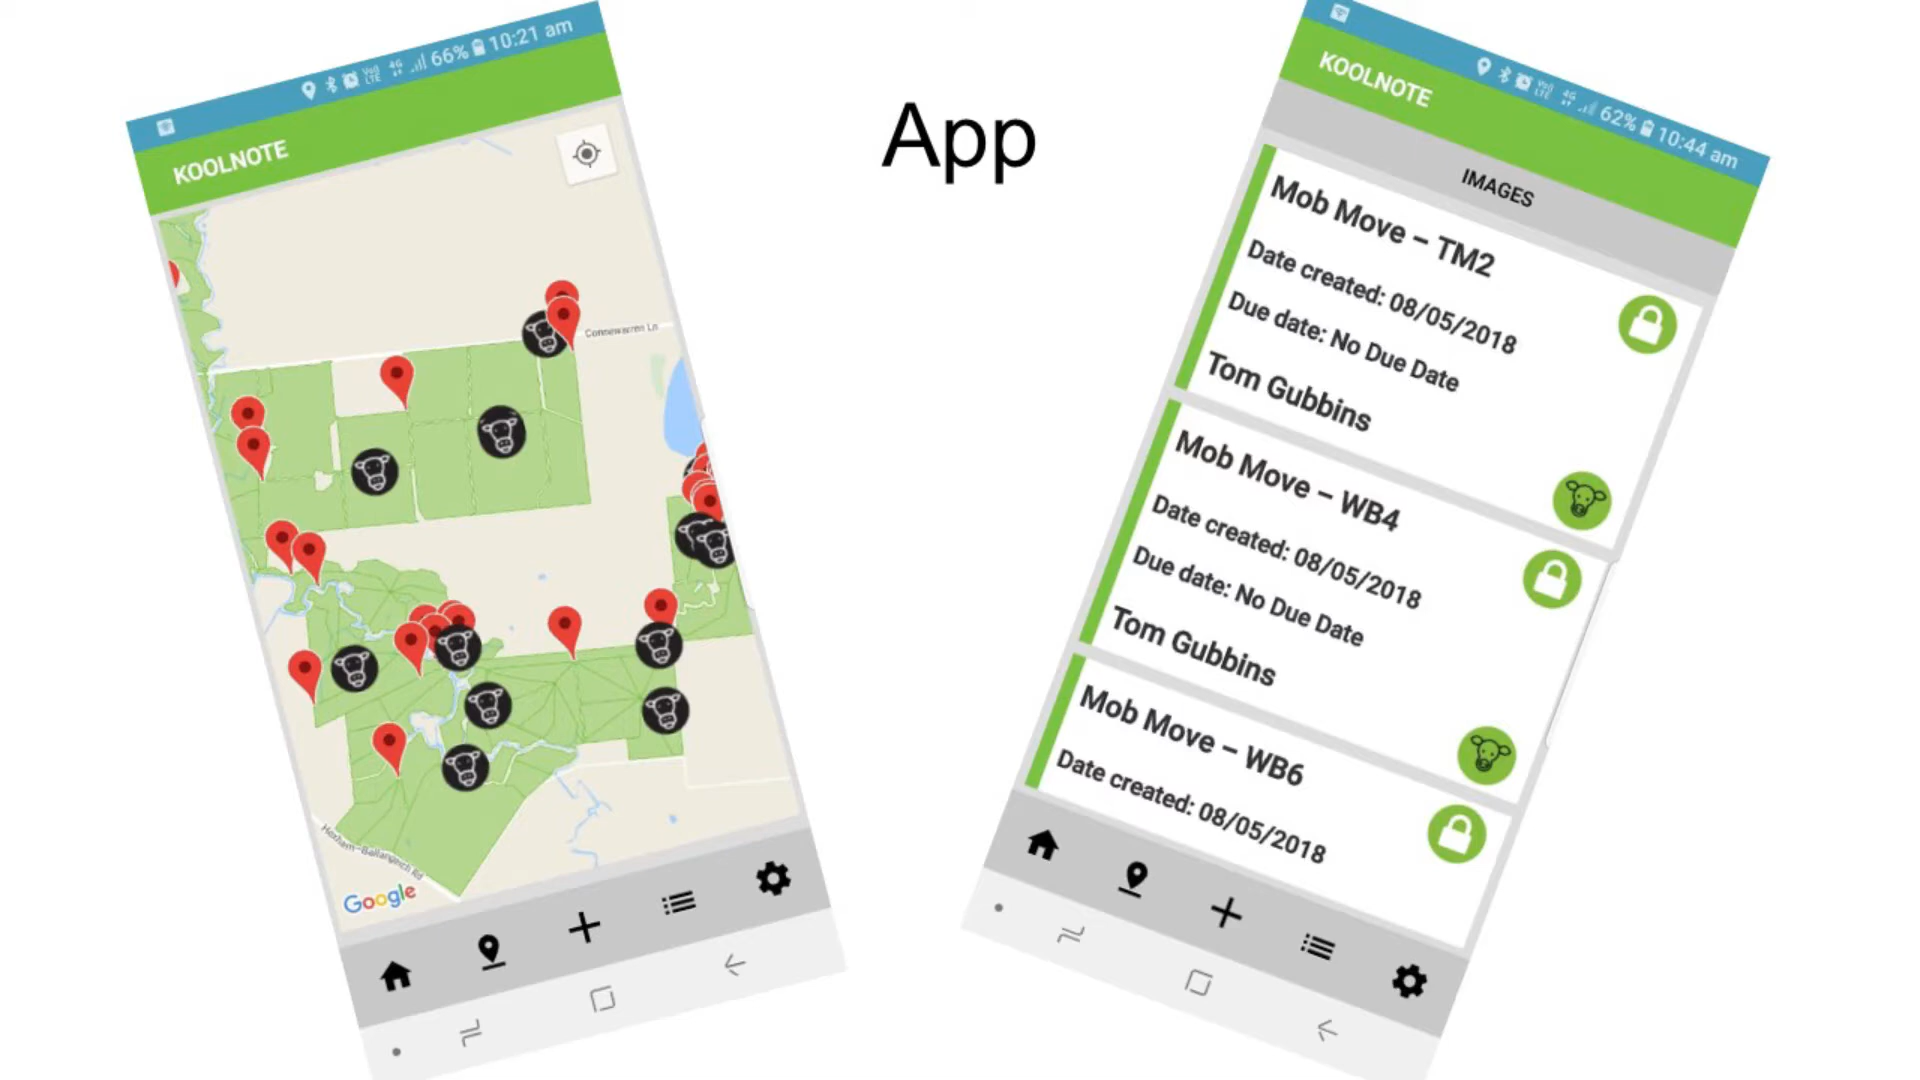 App
66% 10:21 am
KOOLNOTE
Connewarren Ln
Google
62% 10:44 am
KOOLNOTE
IMAGES
Mob Move – TM2
Date created: 08/05/2018
Due date: No Due Date
Tom Gubbins
Mob Move – WB4
Date created: 08/05/2018
Due date: No Due Date
Tom Gubbins
Mob Move – WB6
Date created: 08/05/2018